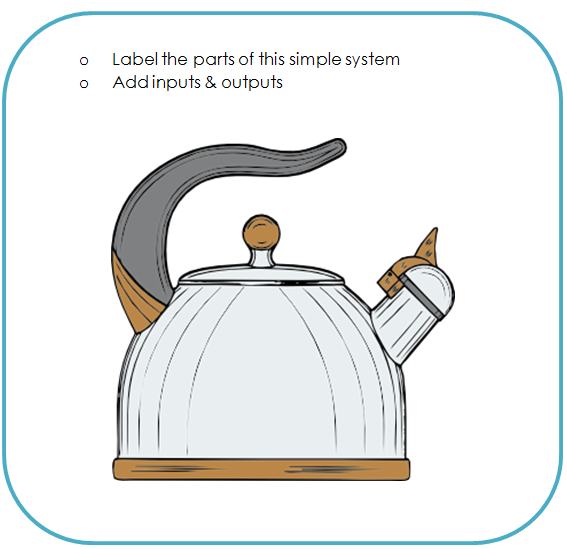 o Label the parts of this simple system
o Add inputs & outputs